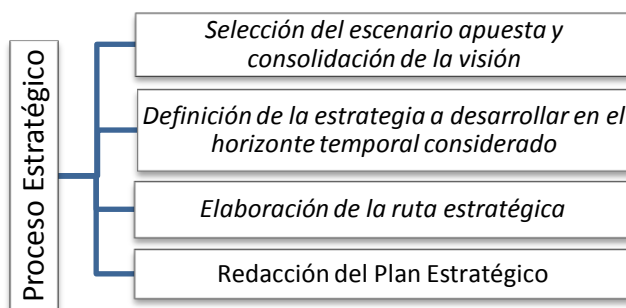 Proceso Estratégico
Selección del escenario apuesta y
consolidación de la visión
Definición de la estrategia a desarrollar en el
horizonte temporal considerado
Elaboración de la ruta estratégica
Redacción del Plan Estratégico